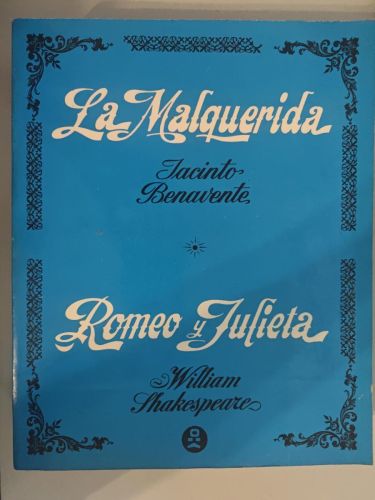 La Malquerida
Jacinto
Benavente
Romeo y Julieta
William
Shakespeare